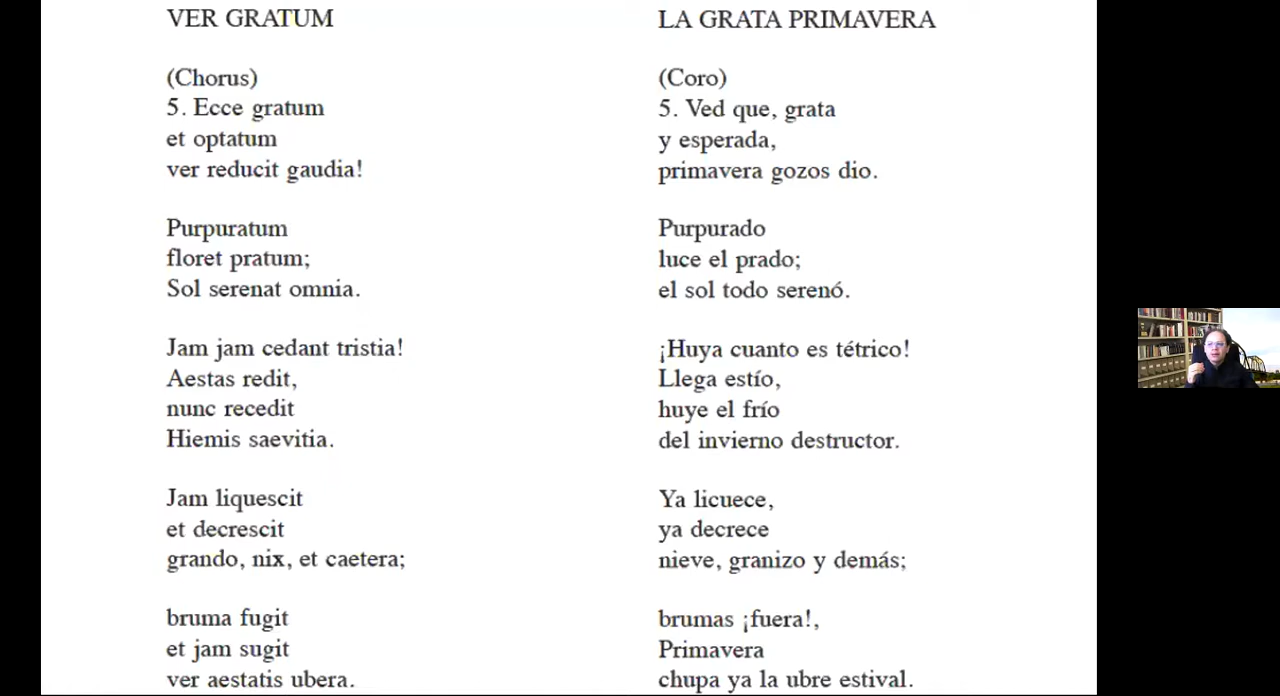 VER GRATUM
(Chorus)
5. Ecce gratum
et optatum
ver reducit gaudia!
Purpuratum
floret pratum;
Sol serenat omnia.
Jam jam cedant tristia!
Aestas redit,
nunc recedit
Hiemis saevitia.
Jam liquescit
et decrescit
grando, nix, et caetera;
bruma fugit
et jam sugit
ver aestatis ubera.
LA GRATA PRIMAVERA
(Coro)
5. Ved que, grata
y esperada,
primavera gozos dio.
Purpurado
luce el prado;
el sol todo serenó.
¡Huya cuanto es tétrico!
Llega estío,
huye el frío
del invierno destructor.
Ya licuece,
ya decrece
nieve, granizo y demás;
brumas ¡fuera!,
Primavera
chupa ya la ubre estival.